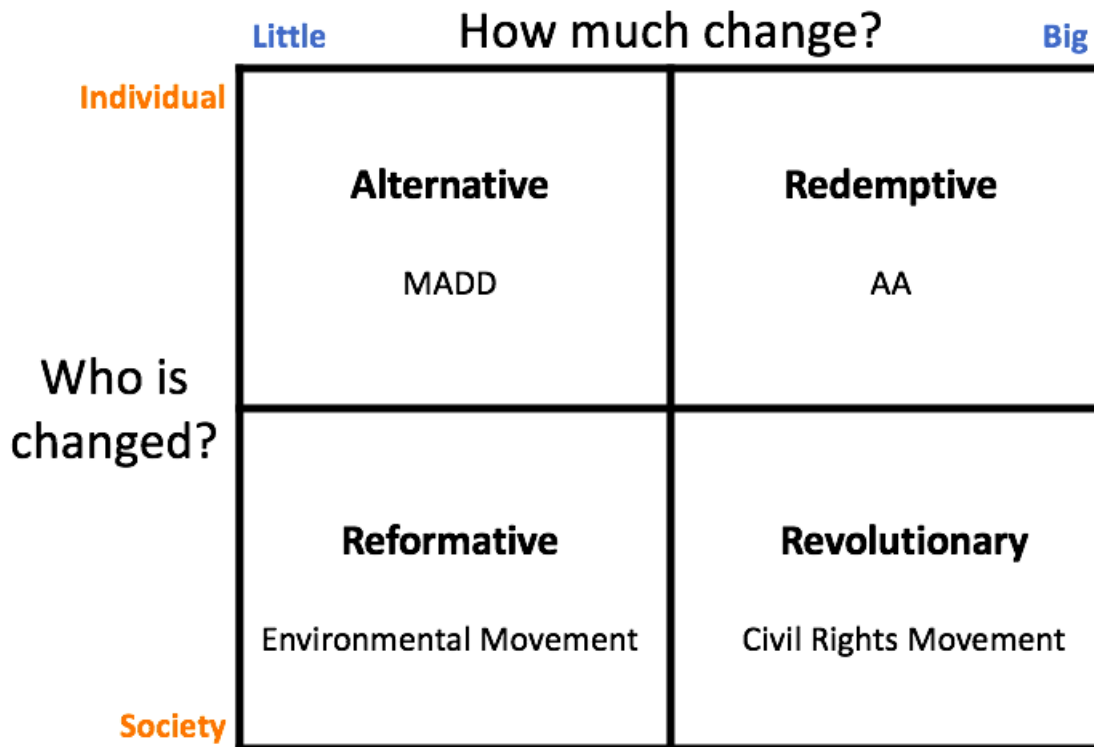 Little How much change? Big
Individual
Alternative Redemptive
MADD AA
Who is
changed?
Reformative Revolutionary
Environmental Movement Civil Rights Movement
Society